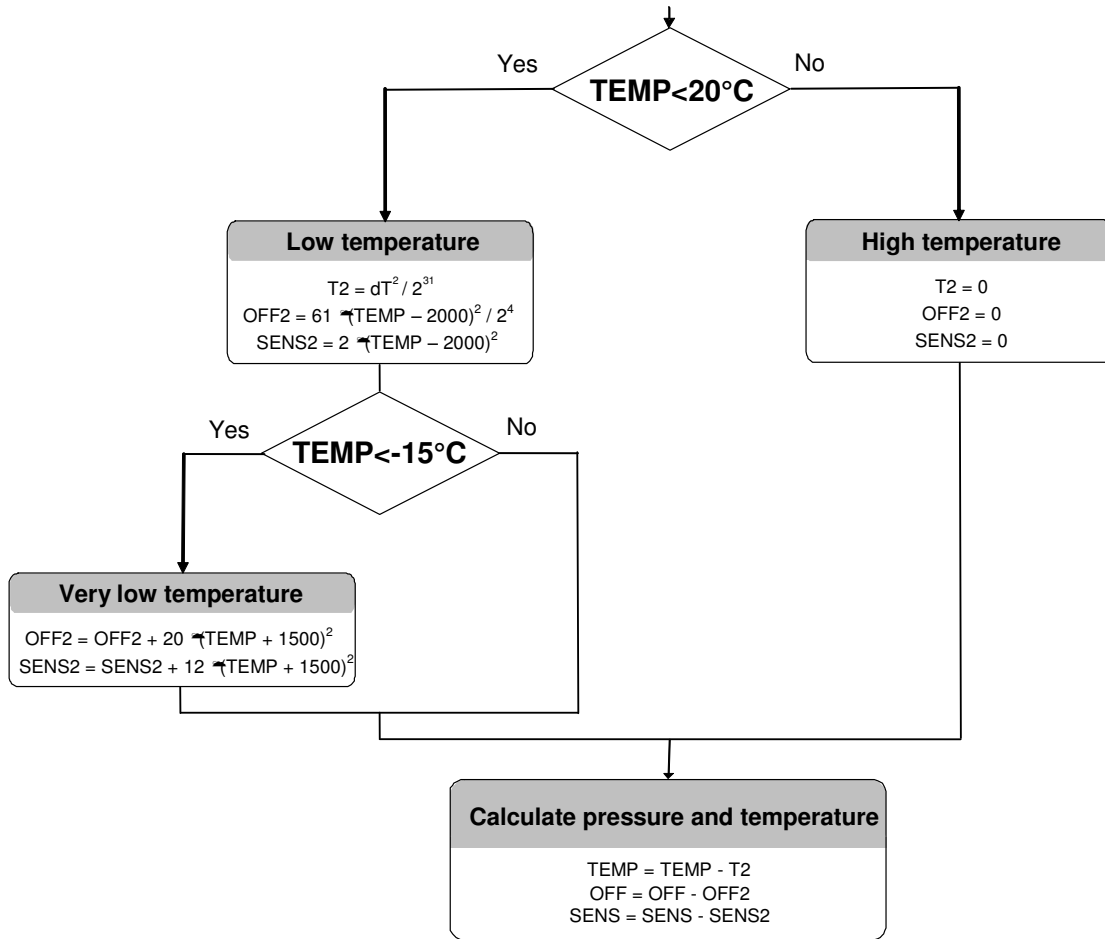 Yes
TEMP<20°C
No
Low temperature
T2 = dT² / 2³¹
OFF2 = 61 (TEMP – 2000)² / 2⁴
SENS2 = 2 (TEMP – 2000)²
High temperature
T2 = 0
OFF2 = 0
SENS2 = 0
Yes
TEMP<-15°C
No
Very low temperature
OFF2 = OFF2 + 20 (TEMP + 1500)²
SENS2 = SENS2 + 12 (TEMP + 1500)²
Calculate pressure and temperature
TEMP = TEMP - T2
OFF = OFF - OFF2
SENS = SENS - SENS2